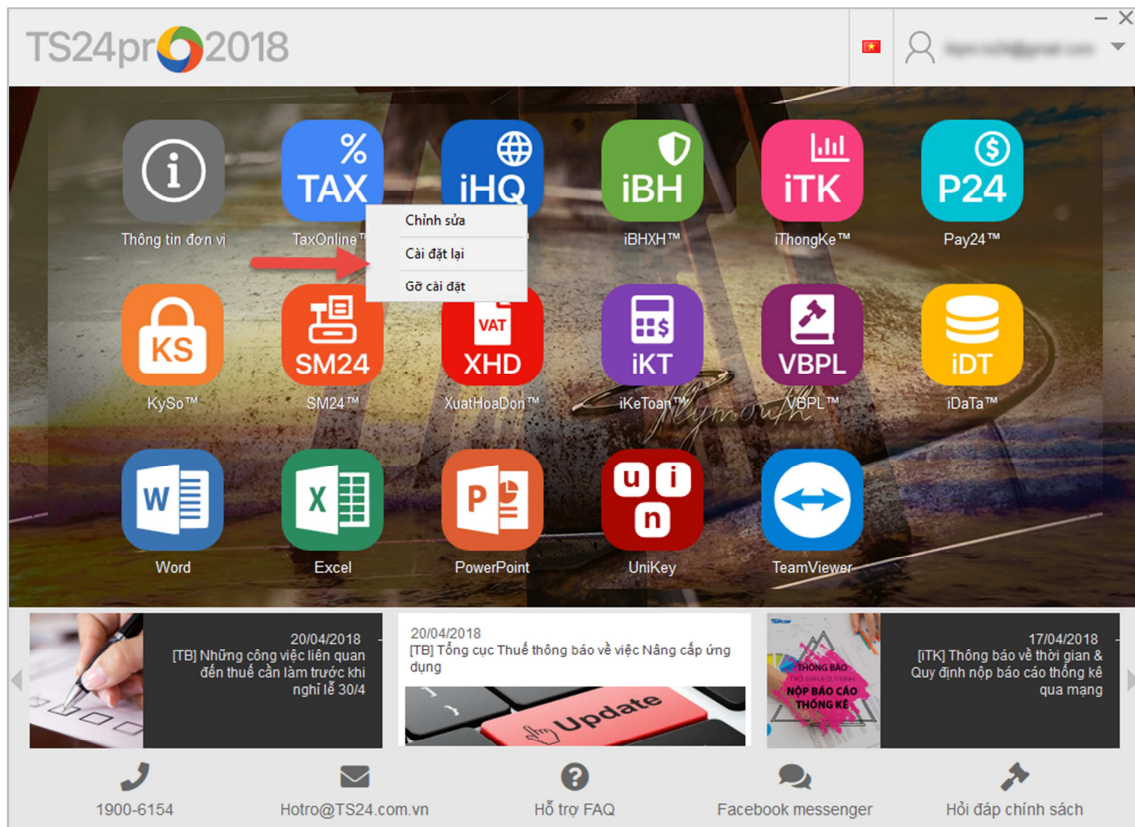 TS24pro2018
%
TAX
iHQ
iBH
iTK
$
P24
Thông tin đơn vị
TaxOnline™
iBHXH™
iThongKe™
Pay24™
Chỉnh sửa
Cài đặt lại
Gỡ cài đặt
KS
SM24
VAT
XHD
$
iKT
VBPL
iDT
KySo™
SM24™
XuatHoaDon™
iKeToan™
VBPL™
iDaTa™
Plymouth
W
X
P
u i
n
Word
Excel
PowerPoint
UniKey
TeamViewer
20/04/2018
[TB] Những công việc liên quan
đến thuế cần làm trước khi
nghỉ lễ 30/4
20/04/2018
[TB] Tổng cục Thuế thông báo về việc Nâng cấp ứng
dụng
Update
THÔNG BÁO
THỜI GIAN & QUY ĐỊNH
NỘP BÁO CÁO
THỐNG KÊ
17/04/2018
[iTK] Thông báo về thời gian &
Quy định nộp báo cáo thống kê
qua mạng
1900-6154
Hotro@TS24.com.vn
Hỗ trợ FAQ
Facebook messenger
Hỏi đáp chính sách